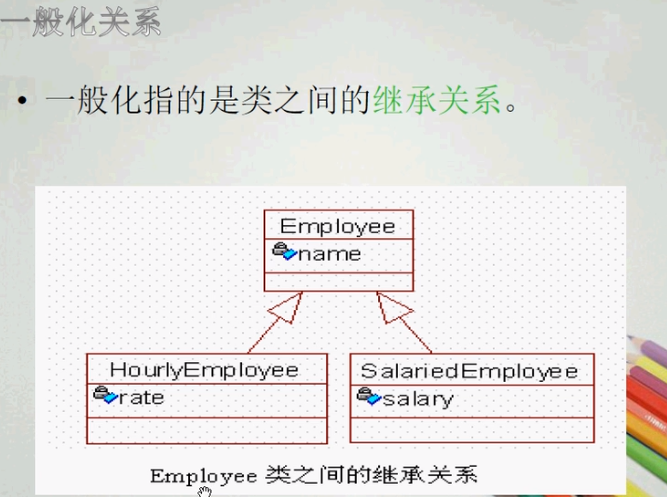 一般化关系
• 一般化指的是类之间的继承关系。
Employee
name
HourlyEmployee
rate
SalariedEmployee
salary
Employee 类之间的继承关系